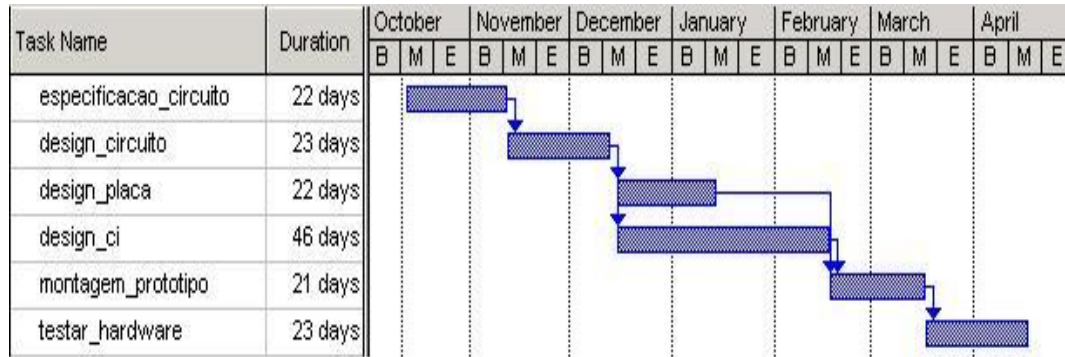 Task Name Duration October November December January February March April
B M E B M E B M E B M E B M E B M E B M E
especificacao_circuito 22 days
design_circuito 23 days
design_placa 22 days
design_ci 46 days
montagem_prototipo 21 days
testar_hardware 23 days